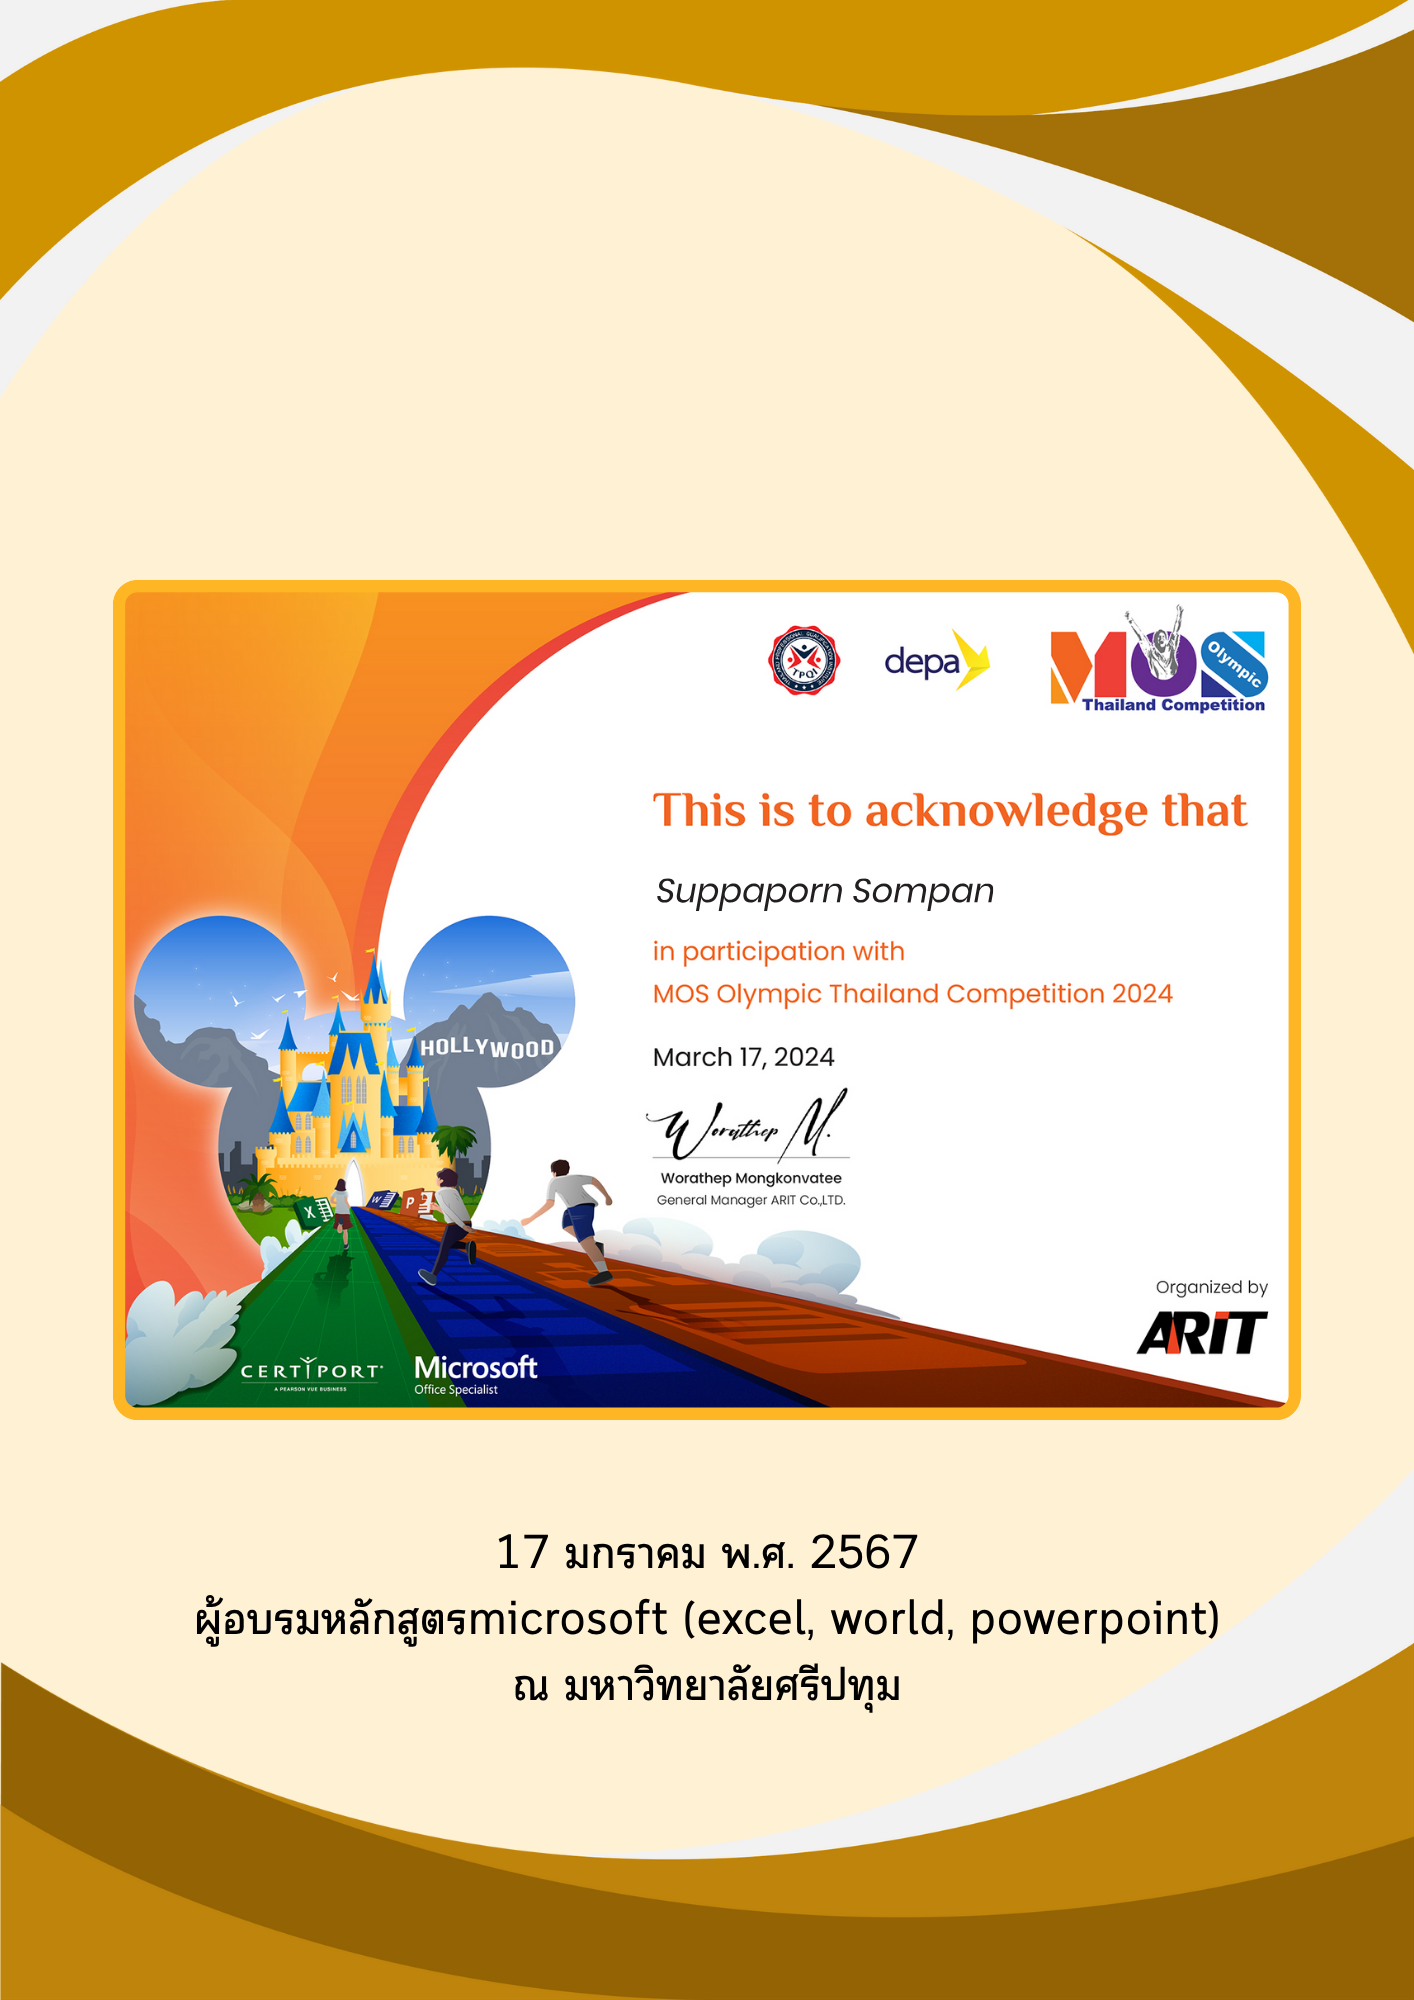 THAILAND PROFESSIONAL QUALIFICATION INSTITUTE
TPQI
depa
MOS
Olympic
Thailand Competition
This is to acknowledge that
Suppaporn Sompan
in participation with
MOS Olympic Thailand Competition 2024
HOLLYWOOD
March 17, 2024
Worathep M.
Worathep Mongkonvatee
General Manager ARIT Co.,LTD.
X
W
P
Organized by
ARiT
CERTIPORT
A PEARSON VUE BUSINESS
Microsoft
Office Specialist
17 มกราคม พ.ศ. 2567
ผู้อบรมหลักสูตรmicrosoft (excel, world, powerpoint)
ณ มหาวิทยาลัยศรีปทุม